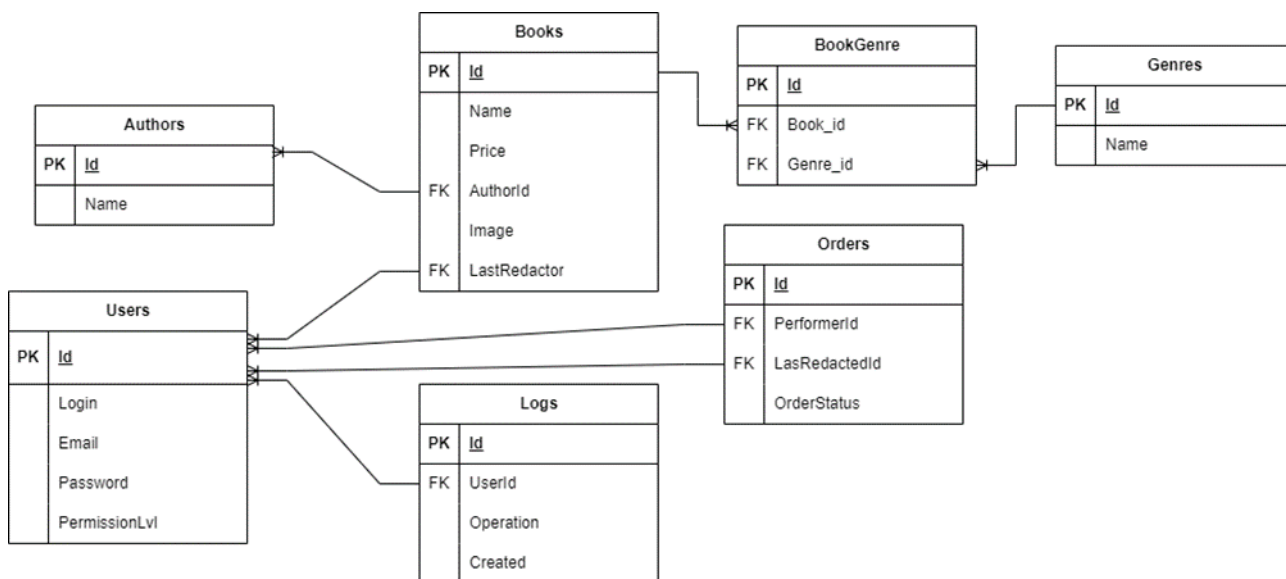 Books
PK Id
Name
Price
FK AuthorId
Image
FK LastRedactor
BookGenre
PK Id
FK Book_id
FK Genre_id
Genres
PK Id
Name
Authors
PK Id
Name
Orders
PK Id
FK PerformerId
FK LasRedactedId
OrderStatus
Users
PK Id
Login
Email
Password
PermissionLvl
Logs
PK Id
FK UserId
Operation
Created